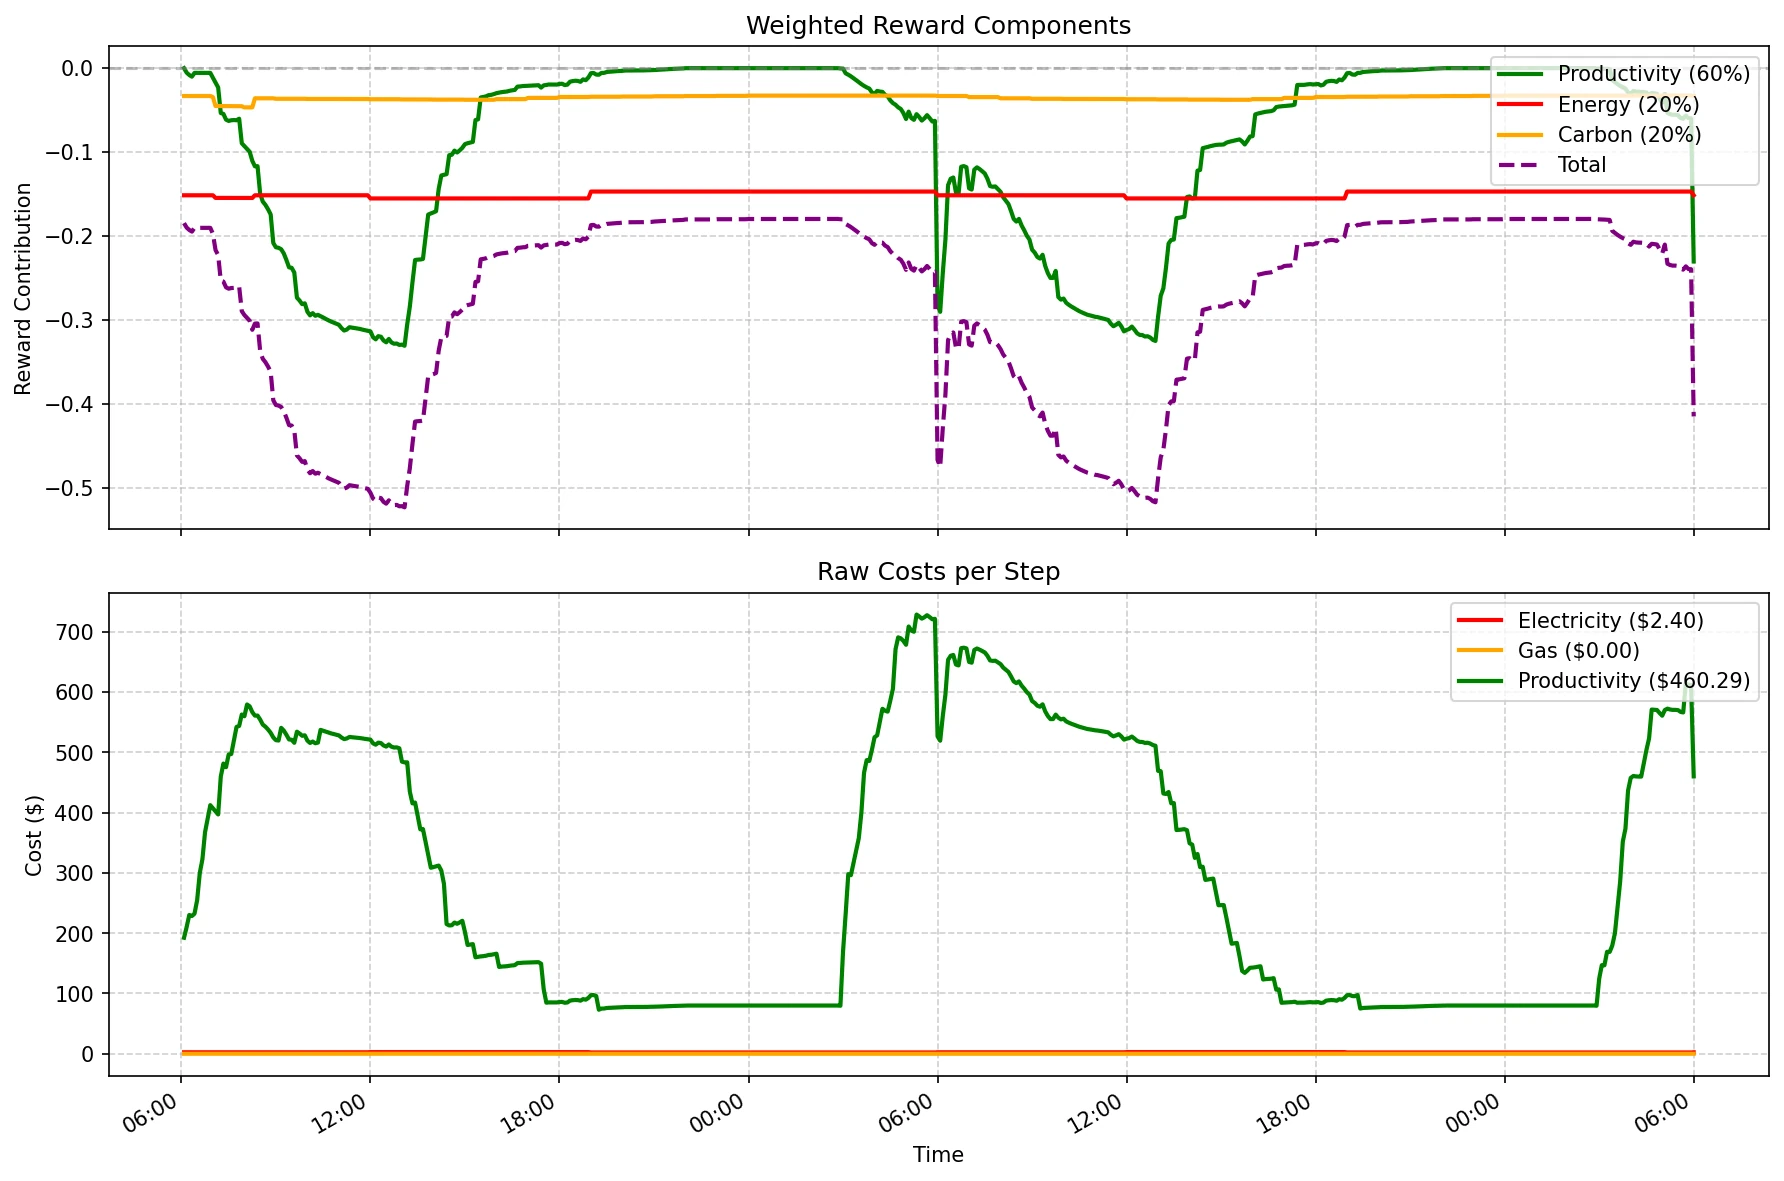 Weighted Reward Components
Reward Contribution
0.0
−0.1
−0.2
−0.3
−0.4
−0.5
Productivity (60%)
Energy (20%)
Carbon (20%)
Total
Raw Costs per Step
Cost ($)
700
600
500
400
300
200
100
0
Electricity ($2.40)
Gas ($0.00)
Productivity ($460.29)
06:00
12:00
18:00
00:00
06:00
12:00
18:00
00:00
06:00
Time